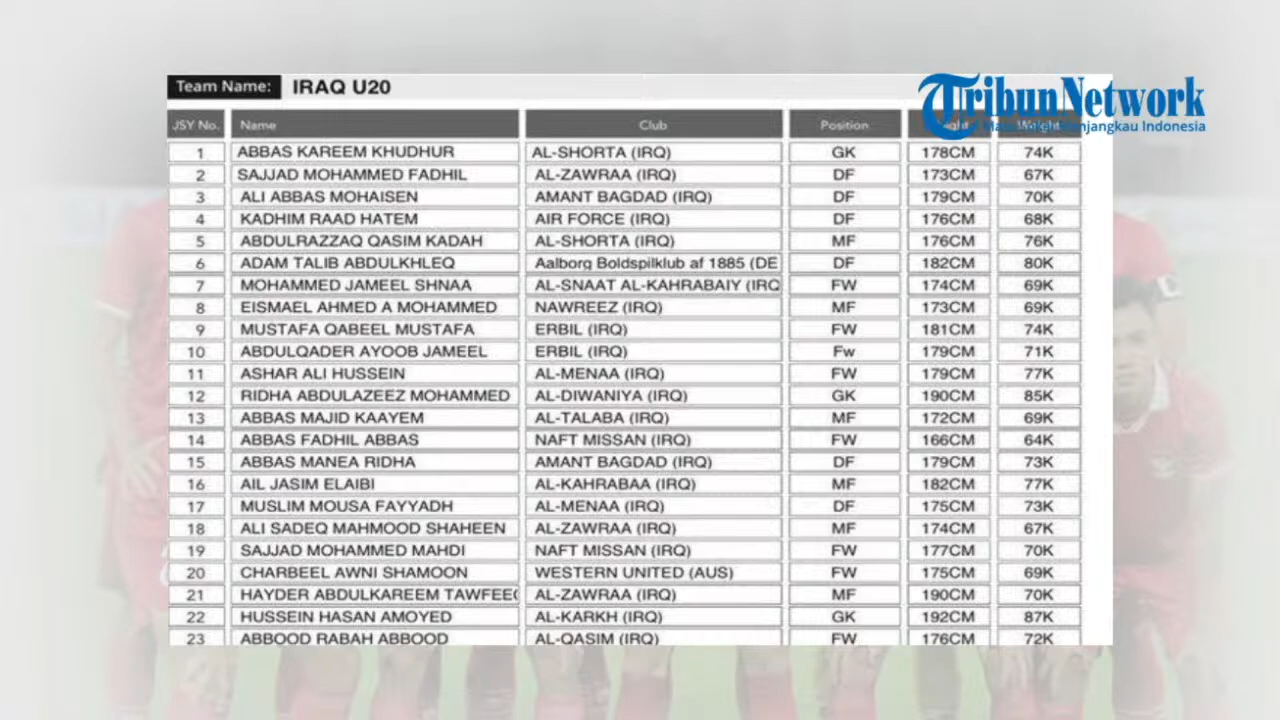 Team Name: IRAQ U20
TribunNetwork
Mata Lokal Menjangkau Indonesia
JSY No. Name Club Position Weight
1 ABBAS KAREEM KHUDHUR AL-SHORTA (IRQ) GK 178CM 74K
2 SAJJAD MOHAMMED FADHIL AL-ZAWRAA (IRQ) DF 173CM 67K
3 ALI ABBAS MOHAISEN AMANT BAGDAD (IRQ) DF 179CM 70K
4 KADHIM RAAD HATEM AIR FORCE (IRQ) DF 176CM 68K
5 ABDULRAZZAQ QASIM KADAH AL-SHORTA (IRQ) MF 176CM 76K
6 ADAM TALIB ABDULKHLEQ Aalborg Boldspilklub af 1885 (DE DF 182CM 80K
7 MOHAMMED JAMEEL SHNAA AL-SNAAT AL-KAHRABAIY (IRQ FW 174CM 69K
8 EISMAEL AHMED A MOHAMMED NAWREEZ (IRQ) MF 173CM 69K
9 MUSTAFA QABEEL MUSTAFA ERBIL (IRQ) FW 181CM 74K
10 ABDULQADER AYOOB JAMEEL ERBIL (IRQ) Fw 179CM 71K
11 ASHAR ALI HUSSEIN AL-MENAA (IRQ) FW 179CM 77K
12 RIDHA ABDULAZEEZ MOHAMMED AL-DIWANIYA (IRQ) GK 190CM 85K
13 ABBAS MAJID KAAYEM AL-TALABA (IRQ) MF 172CM 69K
14 ABBAS FADHIL ABBAS NAFT MISSAN (IRQ) FW 166CM 64K
15 ABBAS MANEA RIDHA AMANT BAGDAD (IRQ) DF 179CM 73K
16 AIL JASIM ELAIBI AL-KAHRABAA (IRQ) MF 182CM 77K
17 MUSLIM MOUSA FAYYADH AL-MENAA (IRQ) DF 175CM 73K
18 ALI SADEQ MAHMOOD SHAHEEN AL-ZAWRAA (IRQ) MF 174CM 67K
19 SAJJAD MOHAMMED MAHDI NAFT MISSAN (IRQ) FW 177CM 70K
20 CHARBEEL AWNI SHAMOON WESTERN UNITED (AUS) FW 175CM 69K
21 HAYDER ABDULKAREEM TAWFEE AL-ZAWRAA (IRQ) MF 190CM 70K
22 HUSSEIN HASAN AMOYED AL-KARKH (IRQ) GK 192CM 87K
23 ABBOOD RABAH ABBOOD AL-QASIM (IRQ) FW 176CM 72K